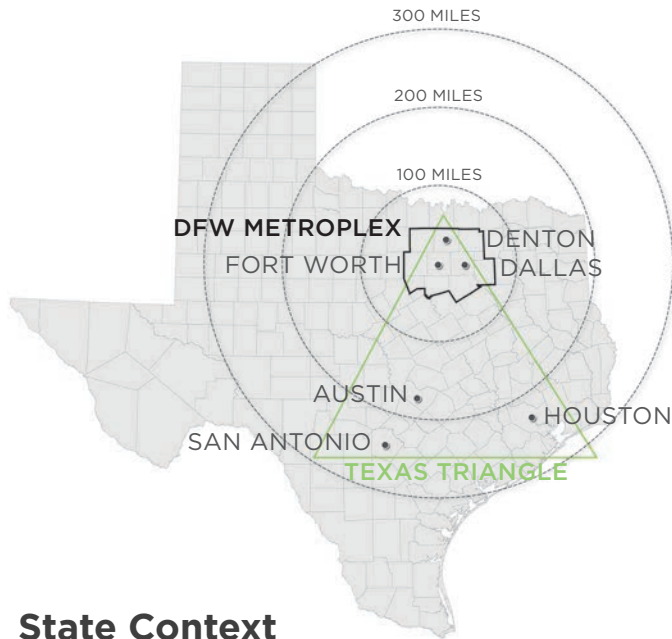 300 MILES
200 MILES
100 MILES
DFW METROPLEX
DENTON
FORT WORTH
DALLAS
AUSTIN
HOUSTON
SAN ANTONIO
TEXAS TRIANGLE
State Context